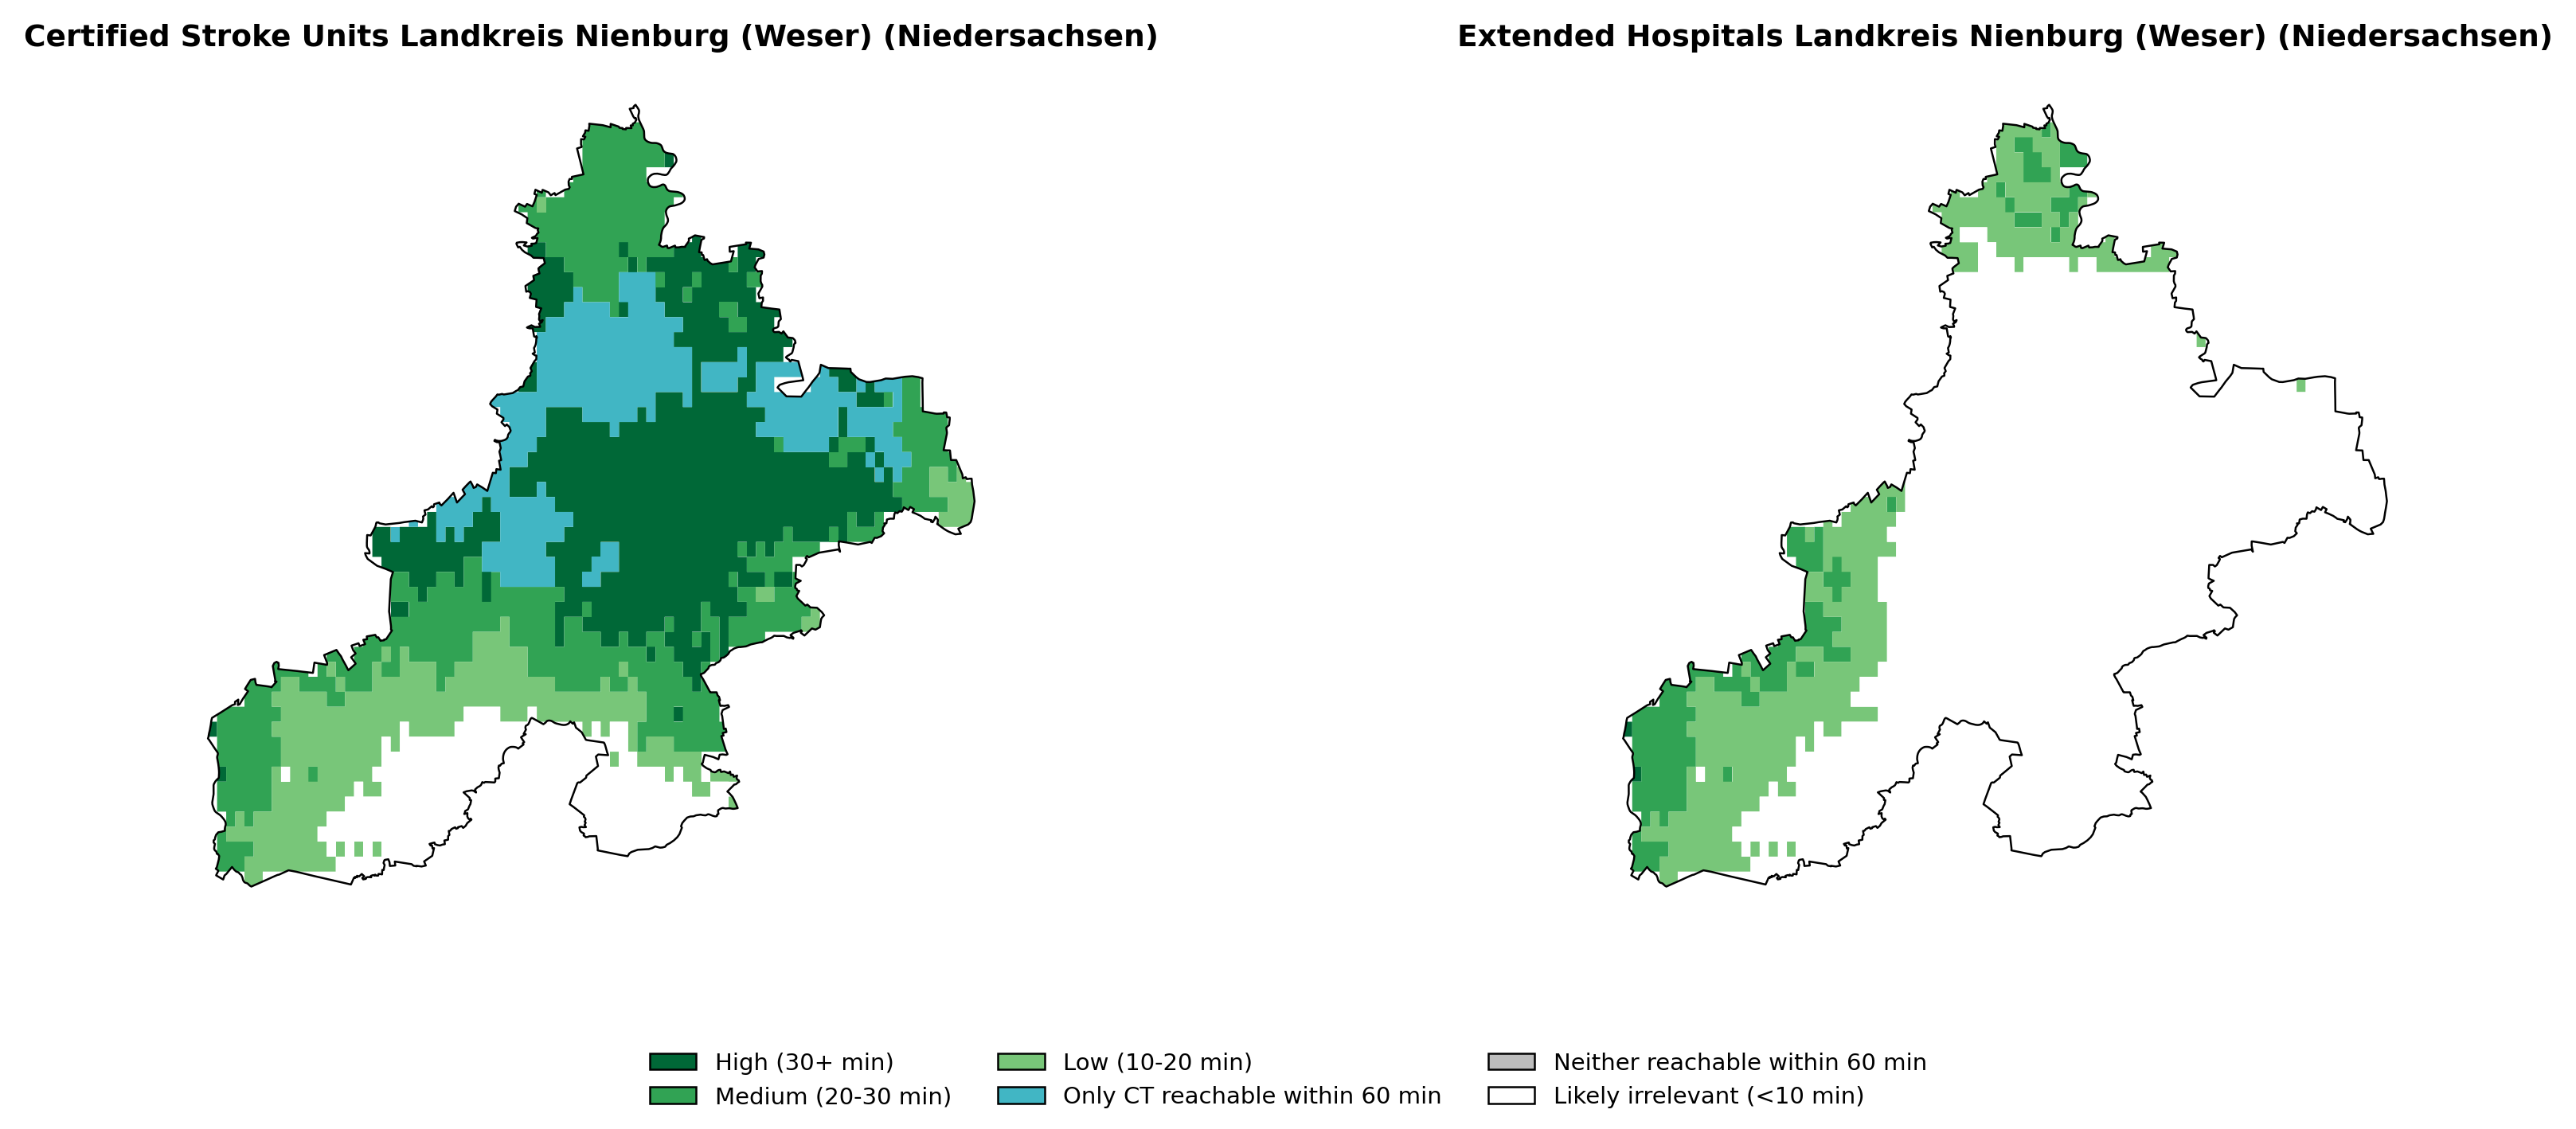 Certified Stroke Units Landkreis Nienburg (Weser) (Niedersachsen)
Extended Hospitals Landkreis Nienburg (Weser) (Niedersachsen)
High (30+ min)
Medium (20-30 min)
Low (10-20 min)
Only CT reachable within 60 min
Neither reachable within 60 min
Likely irrelevant (<10 min)